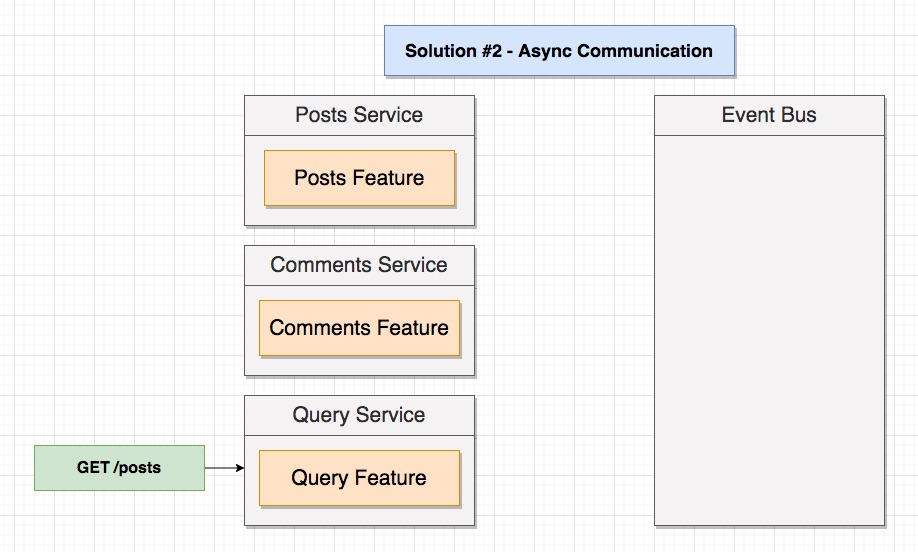 Solution #2 - Async Communication
Posts Service
Event Bus
Posts Feature
Comments Service
Comments Feature
Query Service
GET /posts
Query Feature